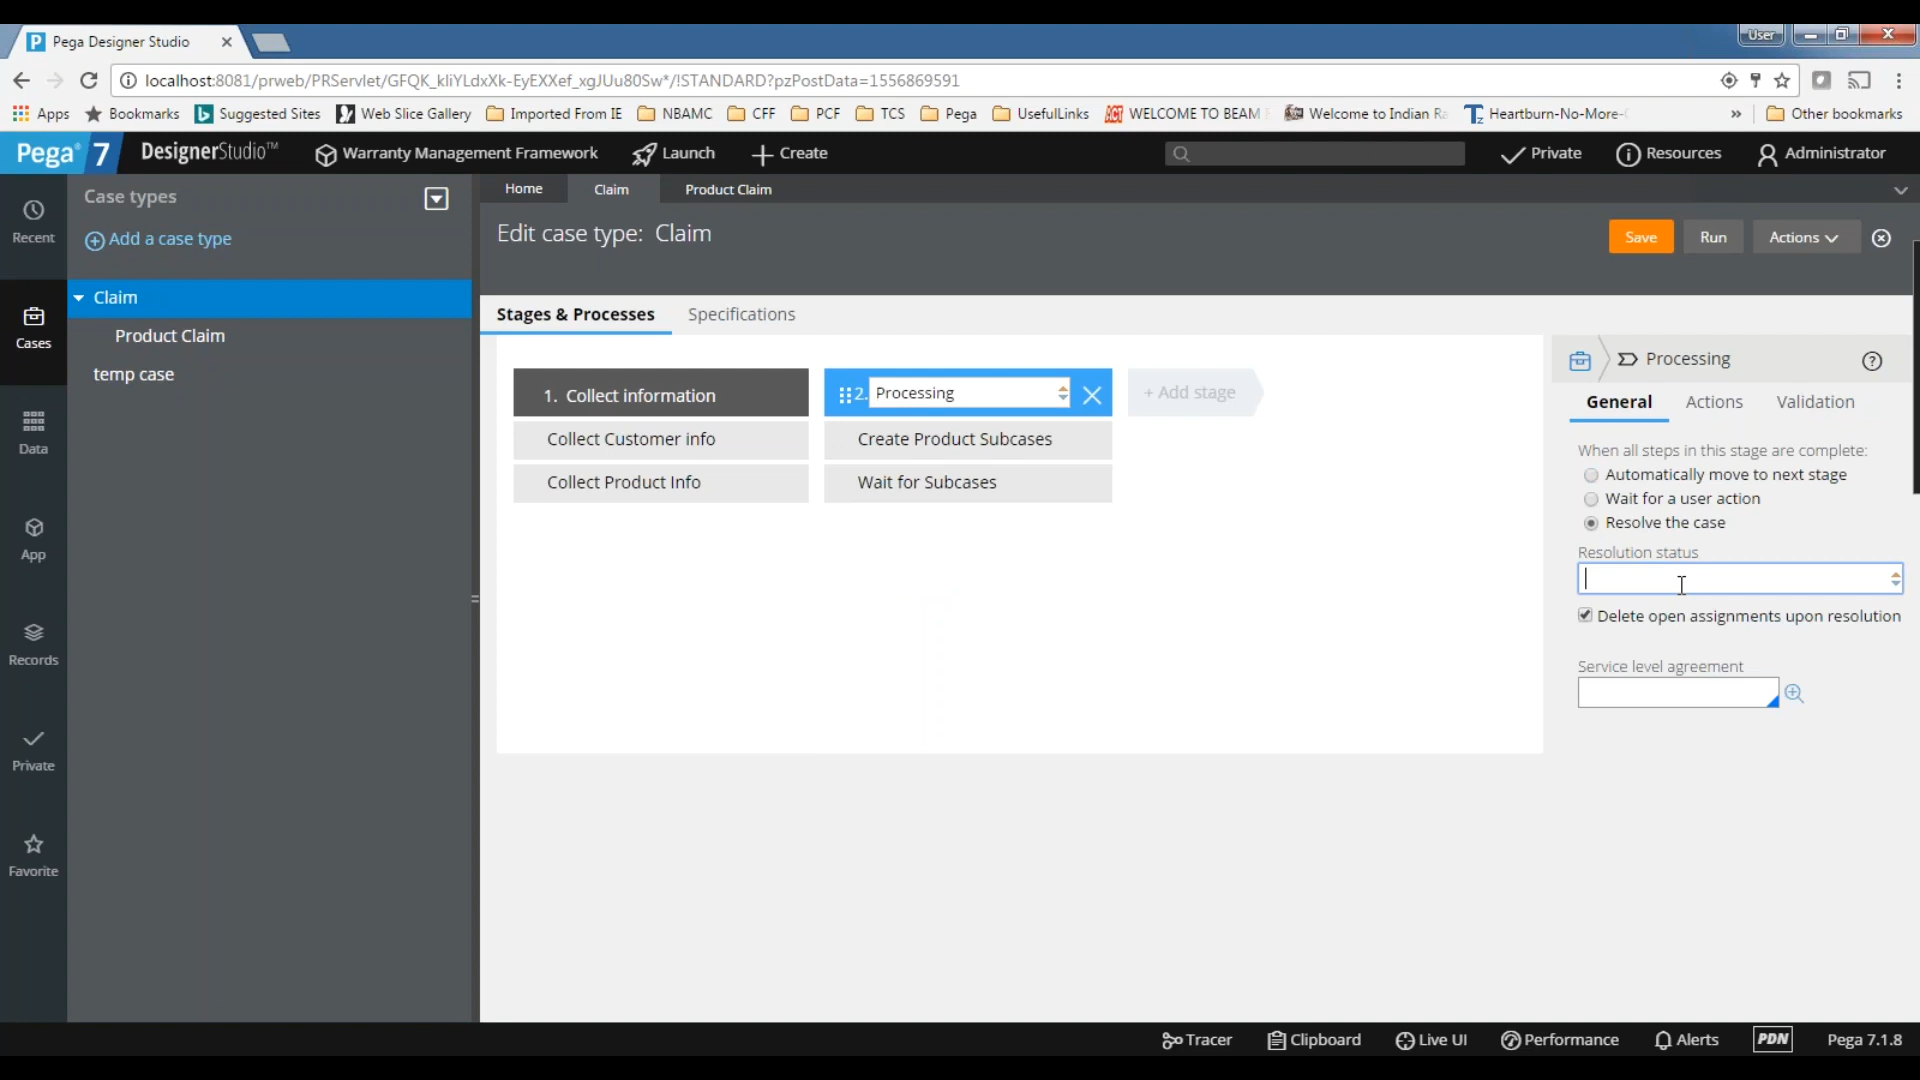 Pega Designer Studio
User
localhost:8081/prweb/PRServlet/GFQK_kIiYLdxXk-EyEXXef_xgJUu80Sw*/!STANDARD?pzPostData=1556869591
Apps Bookmarks Suggested Sites Web Slice Gallery Imported From IE NBAMC CFF PCF TCS Pega UsefulLinks WELCOME TO BEAM Welcome to Indian Ra Heartburn-No-More- » Other bookmarks
Pega 7 DesignerStudio™ Warranty Management Framework Launch Create Private Resources Administrator
Recent
Cases
Data
App
Records
Private
Favorite
Case types
Add a case type
Claim
Product Claim
temp case
Home Claim Product Claim
Edit case type: Claim
Save Run Actions
Stages & Processes Specifications
1. Collect information
Collect Customer info
Collect Product Info
2. Processing
Create Product Subcases
Wait for Subcases
+ Add stage
Processing
General Actions Validation
When all steps in this stage are complete:
Automatically move to next stage
Wait for a user action
Resolve the case
Resolution status
Delete open assignments upon resolution
Service level agreement
Tracer Clipboard Live UI Performance Alerts PDN Pega 7.1.8